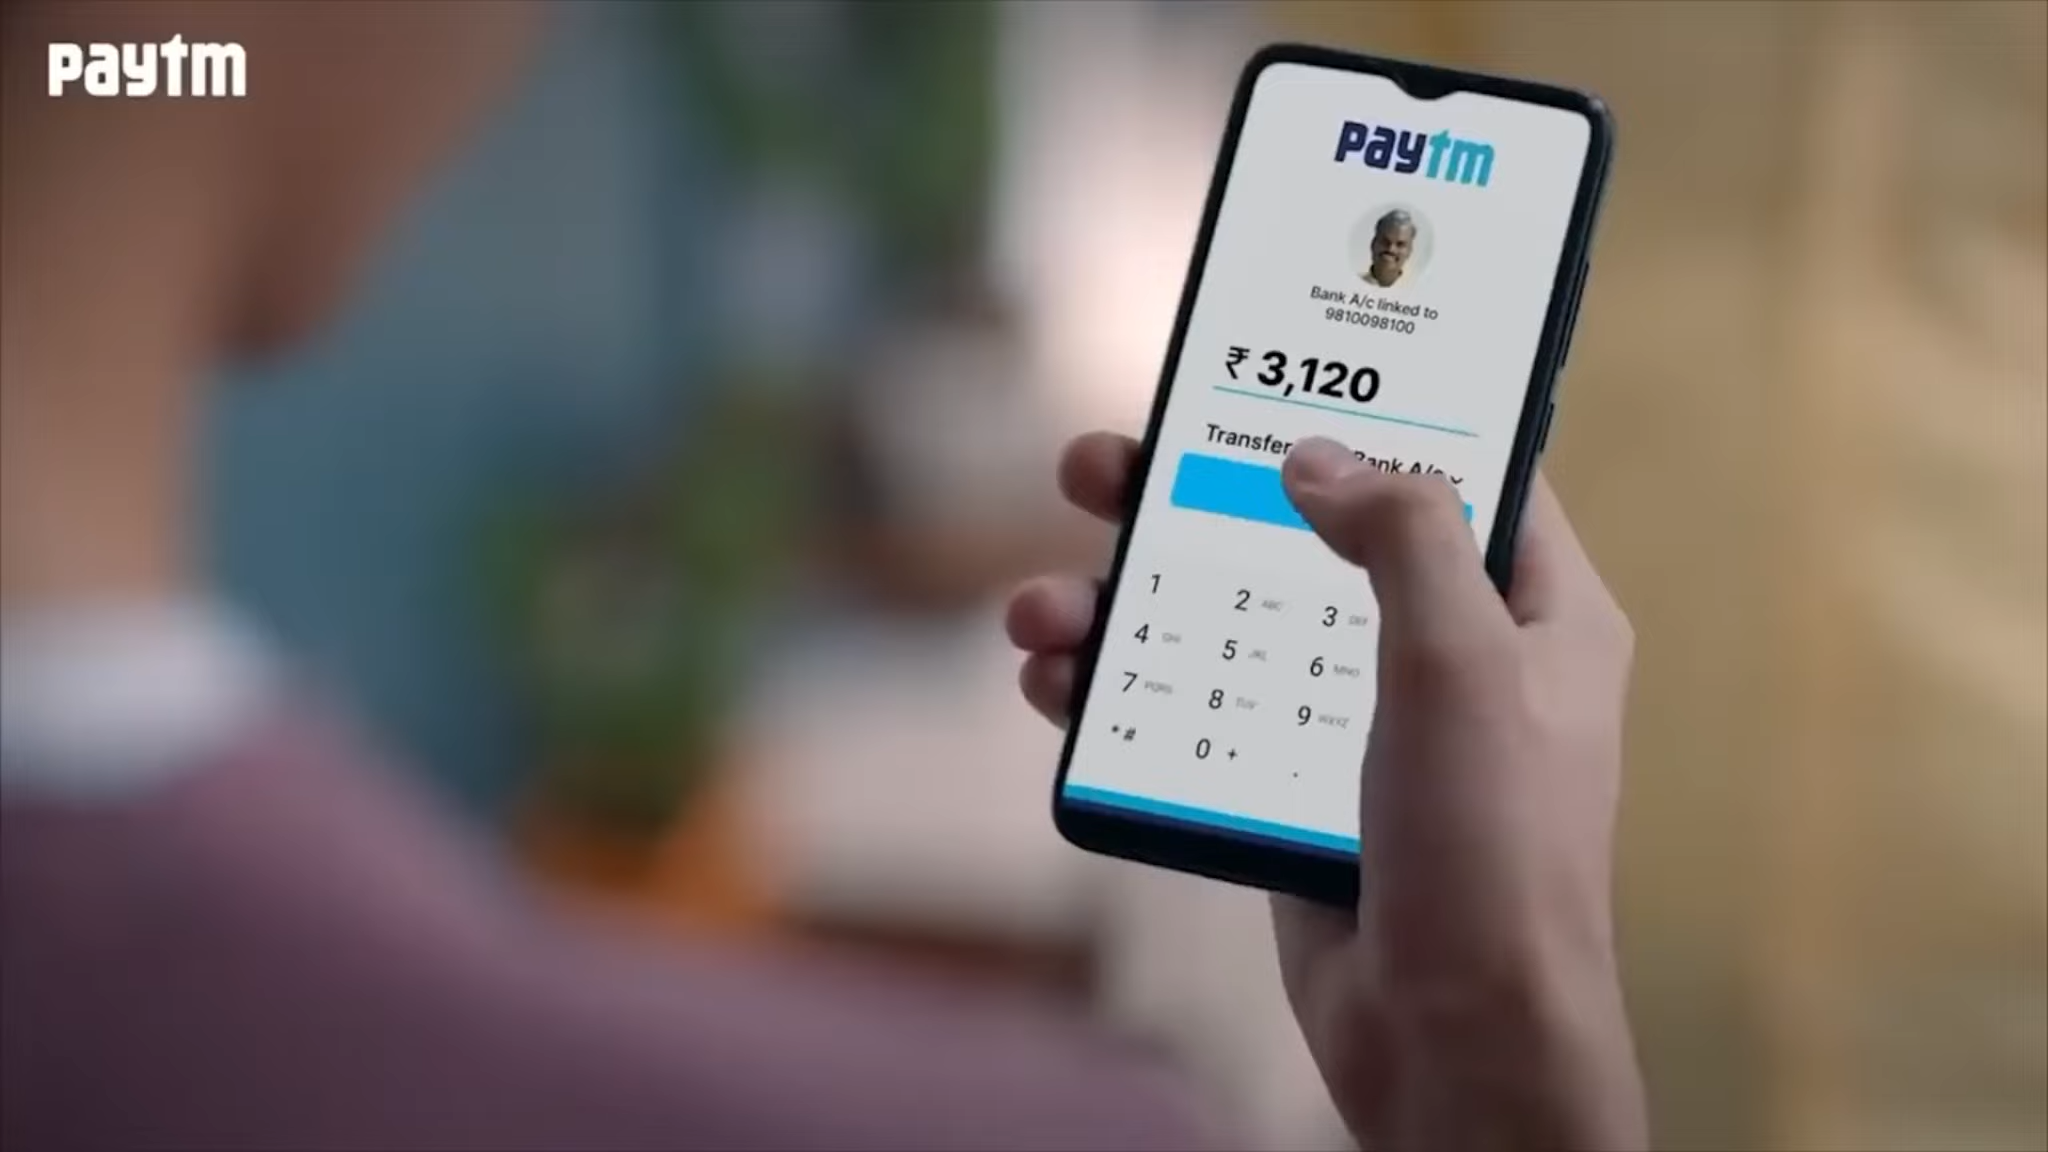 paytm
paytm
Bank A/c linked to
9810098100
₹ 3,120
Transfer Bank A/c
1
2 ABC
3 DEF
4 GHI
5 JKL
6 MNO
7 PQRS
8 TUV
9 WXYZ
* #
0 +
.